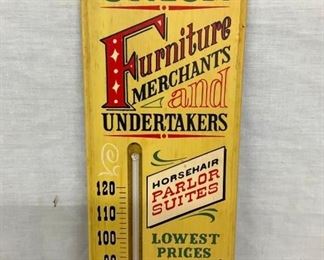 Furniture
MERCHANTS
and
UNDERTAKERS
HORSEHAIR
PARLOR
SUITES
120
110
100
LOWEST
PRICES